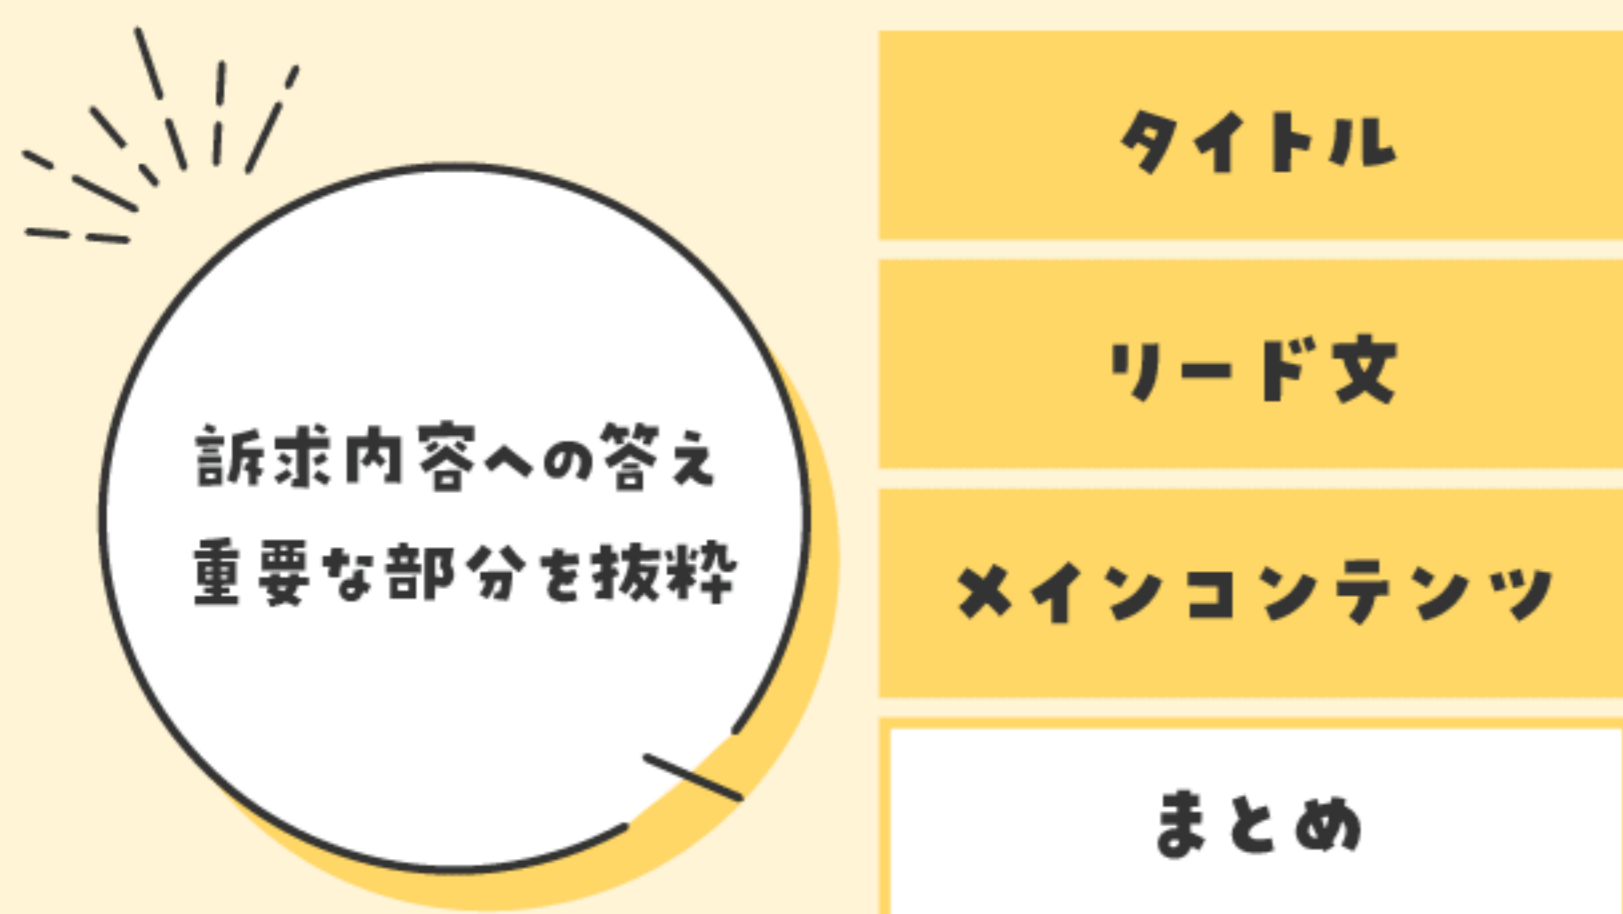 訴求内容への答え
重要な部分を抜粋
タイトル
リード文
メインコンテンツ
まとめ